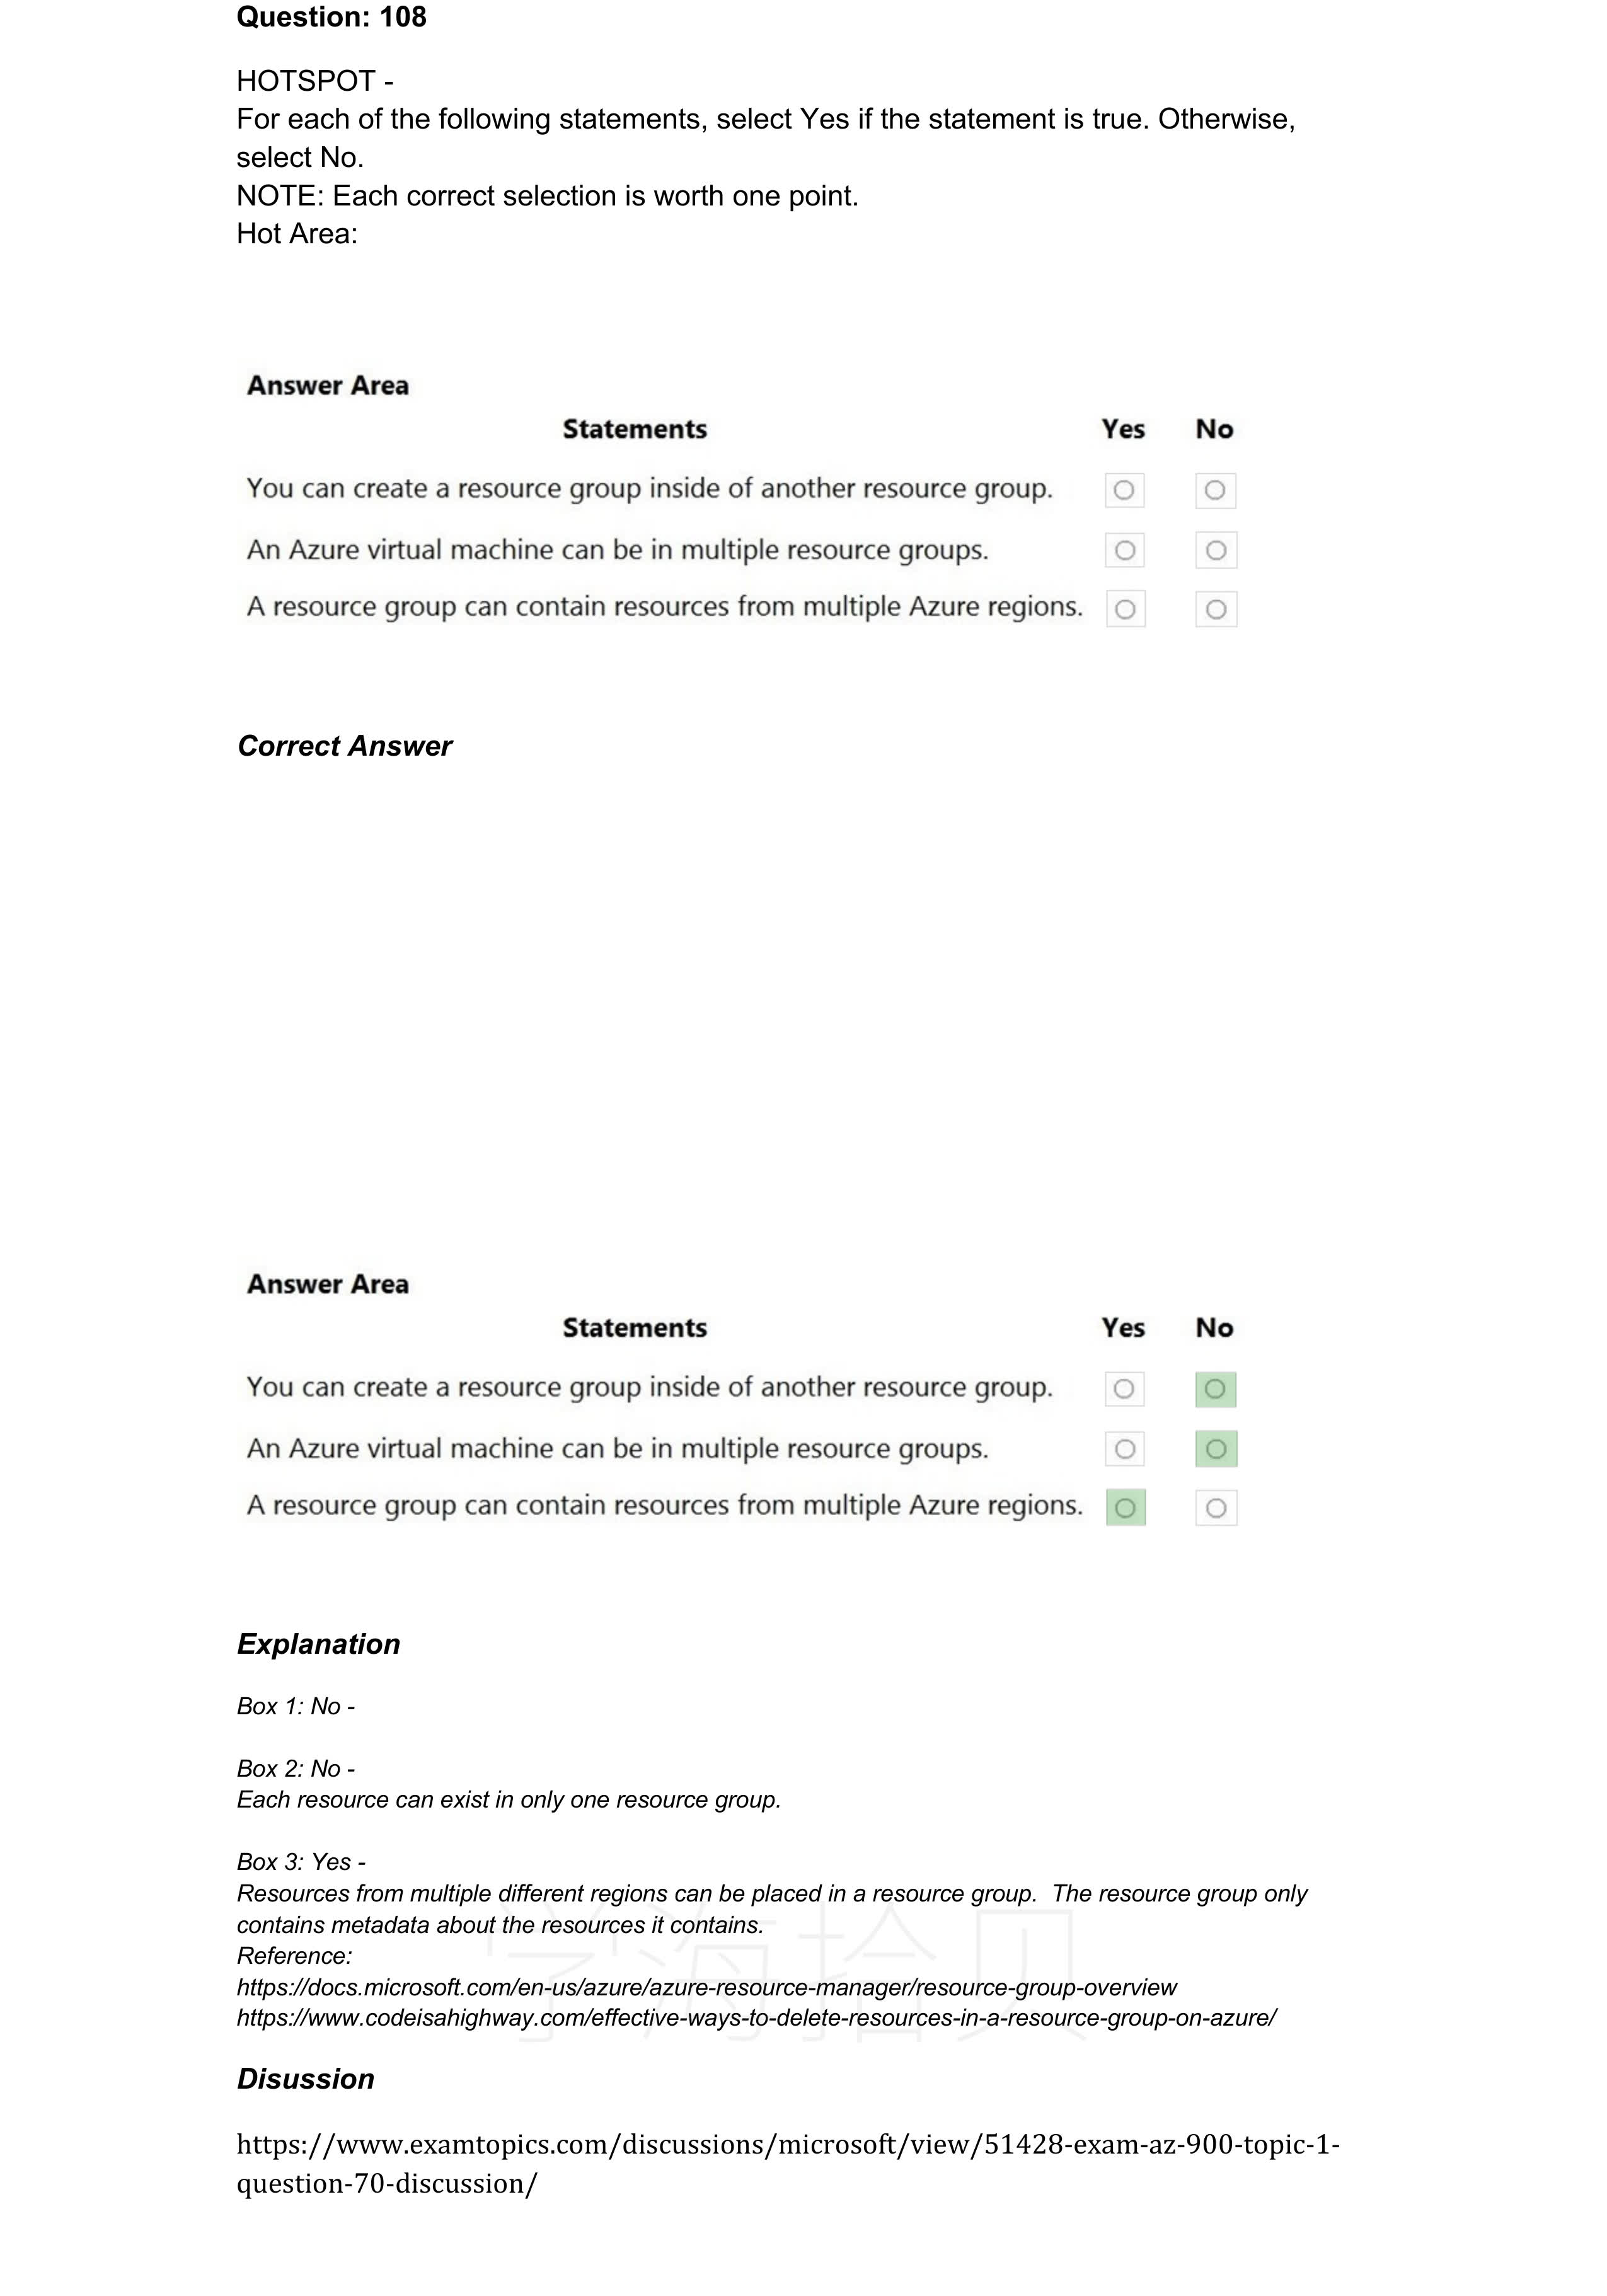 Question: 108
HOTSPOT -
For each of the following statements, select Yes if the statement is true. Otherwise,
select No.
NOTE: Each correct selection is worth one point.
Hot Area:
Answer Area
Statements Yes No
You can create a resource group inside of another resource group.
An Azure virtual machine can be in multiple resource groups.
A resource group can contain resources from multiple Azure regions.
Correct Answer
Answer Area
Statements Yes No
You can create a resource group inside of another resource group.
An Azure virtual machine can be in multiple resource groups.
A resource group can contain resources from multiple Azure regions.
Explanation
Box 1: No -
Box 2: No -
Each resource can exist in only one resource group.
Box 3: Yes -
Resources from multiple different regions can be placed in a resource group.  The resource group only
contains metadata about the resources it contains.
学海拾贝
Reference:
https://docs.microsoft.com/en-us/azure/azure-resource-manager/resource-group-overview
https://www.codeisahighway.com/effective-ways-to-delete-resources-in-a-resource-group-on-azure/
Disussion
https://www.examtopics.com/discussions/microsoft/view/51428-exam-az-900-topic-1-
question-70-discussion/